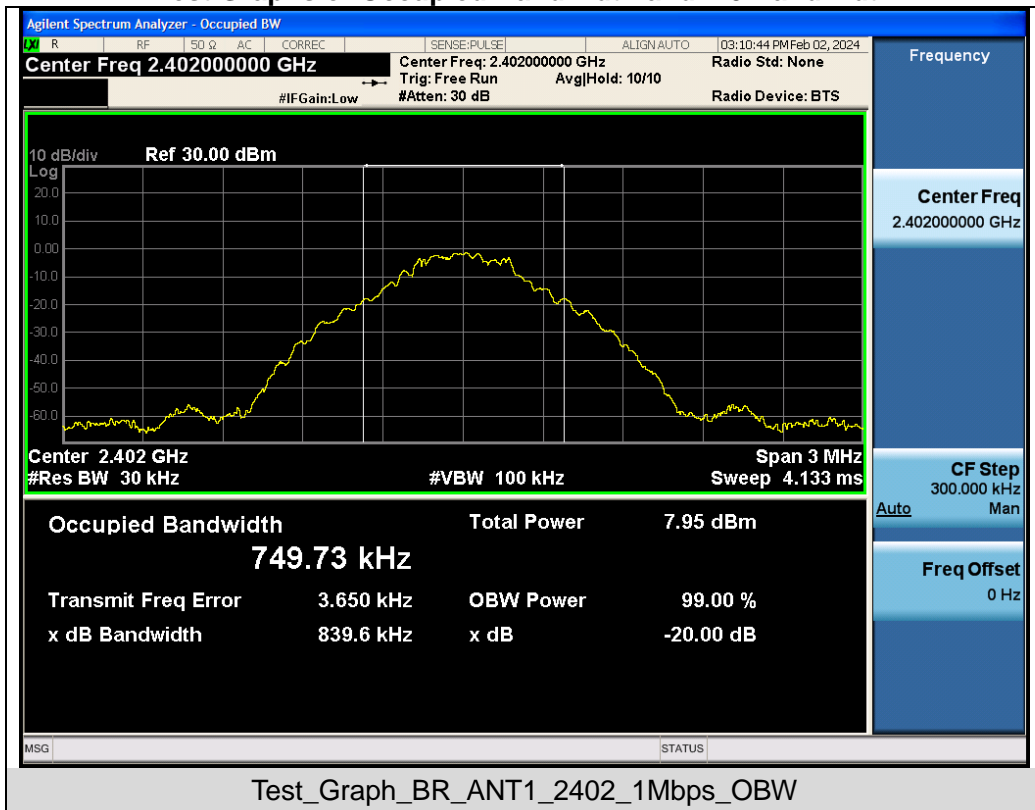 Agilent Spectrum Analyzer - Occupied BW
LXI R RF 50 Ω AC CORREC SENSE:PULSE ALIGN AUTO 03:10:44 PM Feb 02, 2024
Center Freq 2.402000000 GHz
Center Freq: 2.402000000 GHz
Radio Std: None
Trig: Free Run Avg|Hold: 10/10
#IFGain:Low #Atten: 30 dB Radio Device: BTS
Frequency
10 dB/div Ref 30.00 dBm
Log
20.0
10.0
0.00
-10.0
-20.0
-30.0
-40.0
-50.0
-60.0
Center 2.402 GHz Span 3 MHz
#Res BW 30 kHz #VBW 100 kHz Sweep 4.133 ms
Occupied Bandwidth Total Power 7.95 dBm
749.73 kHz
Transmit Freq Error 3.650 kHz OBW Power 99.00 %
x dB Bandwidth 839.6 kHz x dB -20.00 dB
Center Freq
2.402000000 GHz
CF Step
300.000 kHz
Auto Man
Freq Offset
0 Hz
MSG STATUS
Test_Graph_BR_ANT1_2402_1Mbps_OBW